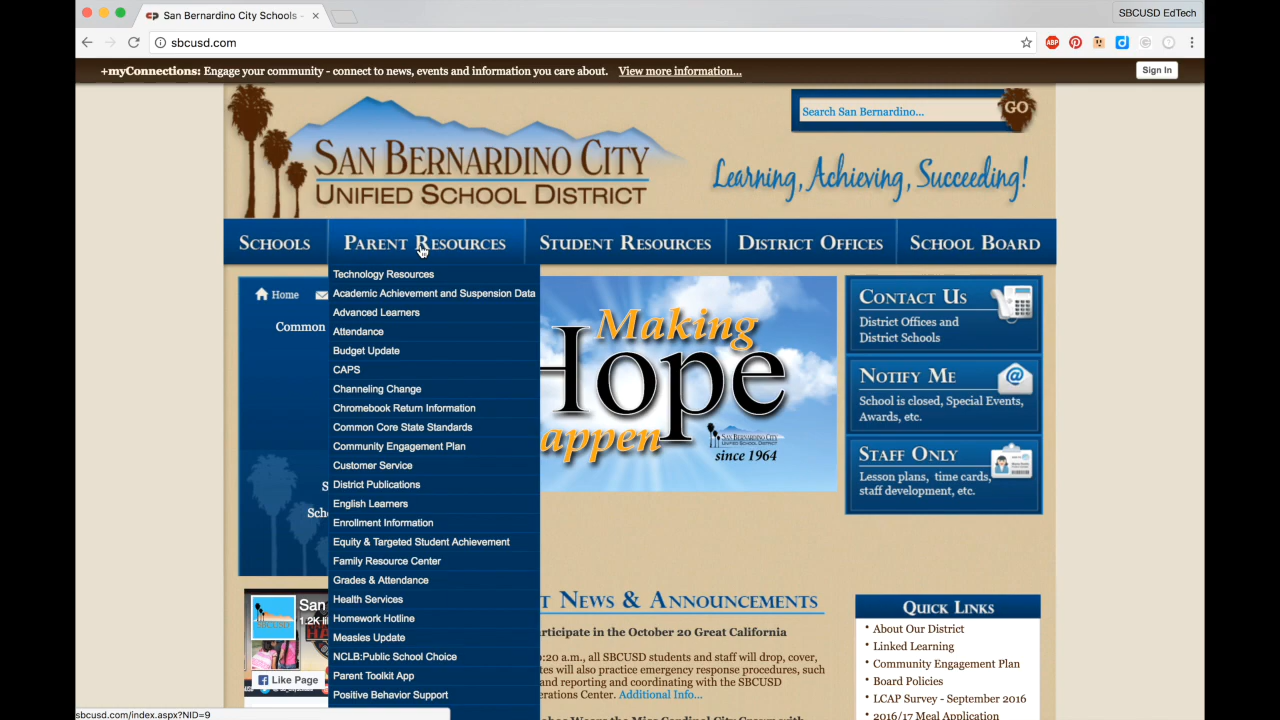 San Bernardino City Schools -
SBCUSD EdTech
sbcusd.com
ABP
+myConnections: Engage your community - connect to news, events and information you care about. View more information...
Sign In
Search San Bernardino...
GO
SAN BERNARDINO CITY
UNIFIED SCHOOL DISTRICT
Learning, Achieving, Succeeding!
SCHOOLS
PARENT RESOURCES
STUDENT RESOURCES
DISTRICT OFFICES
SCHOOL BOARD
Home
Common
Technology Resources
Academic Achievement and Suspension Data
Advanced Learners
Attendance
Budget Update
CAPS
Channeling Change
Chromebook Return Information
Common Core State Standards
Community Engagement Plan
Customer Service
District Publications
English Learners
Enrollment Information
Equity & Targeted Student Achievement
Family Resource Center
Grades & Attendance
Health Services
Homework Hotline
Measles Update
NCLB:Public School Choice
Parent Toolkit App
Positive Behavior Support
Making
Hope
appen
SAN BERNARDINO CITY
since 1964
CONTACT US
District Offices and
District Schools
NOTIFY ME
School is closed, Special Events,
Awards, etc.
STAFF ONLY
Lesson plans, time cards,
staff development, etc.
San
1.2K li
Like Page
T NEWS & ANNOUNCEMENTS
articipate in the October 20 Great California
:20 a.m., all SBCUSD students and staff will drop, cover,
tes will also practice emergency response procedures, such
and reporting and coordinating with the SBCUSD
erations Center. Additional Info...
QUICK LINKS
About Our District
Linked Learning
Community Engagement Plan
Board Policies
LCAP Survey - September 2016
2016/17 Meal Application
sbcusd.com/index.aspx?NID=9